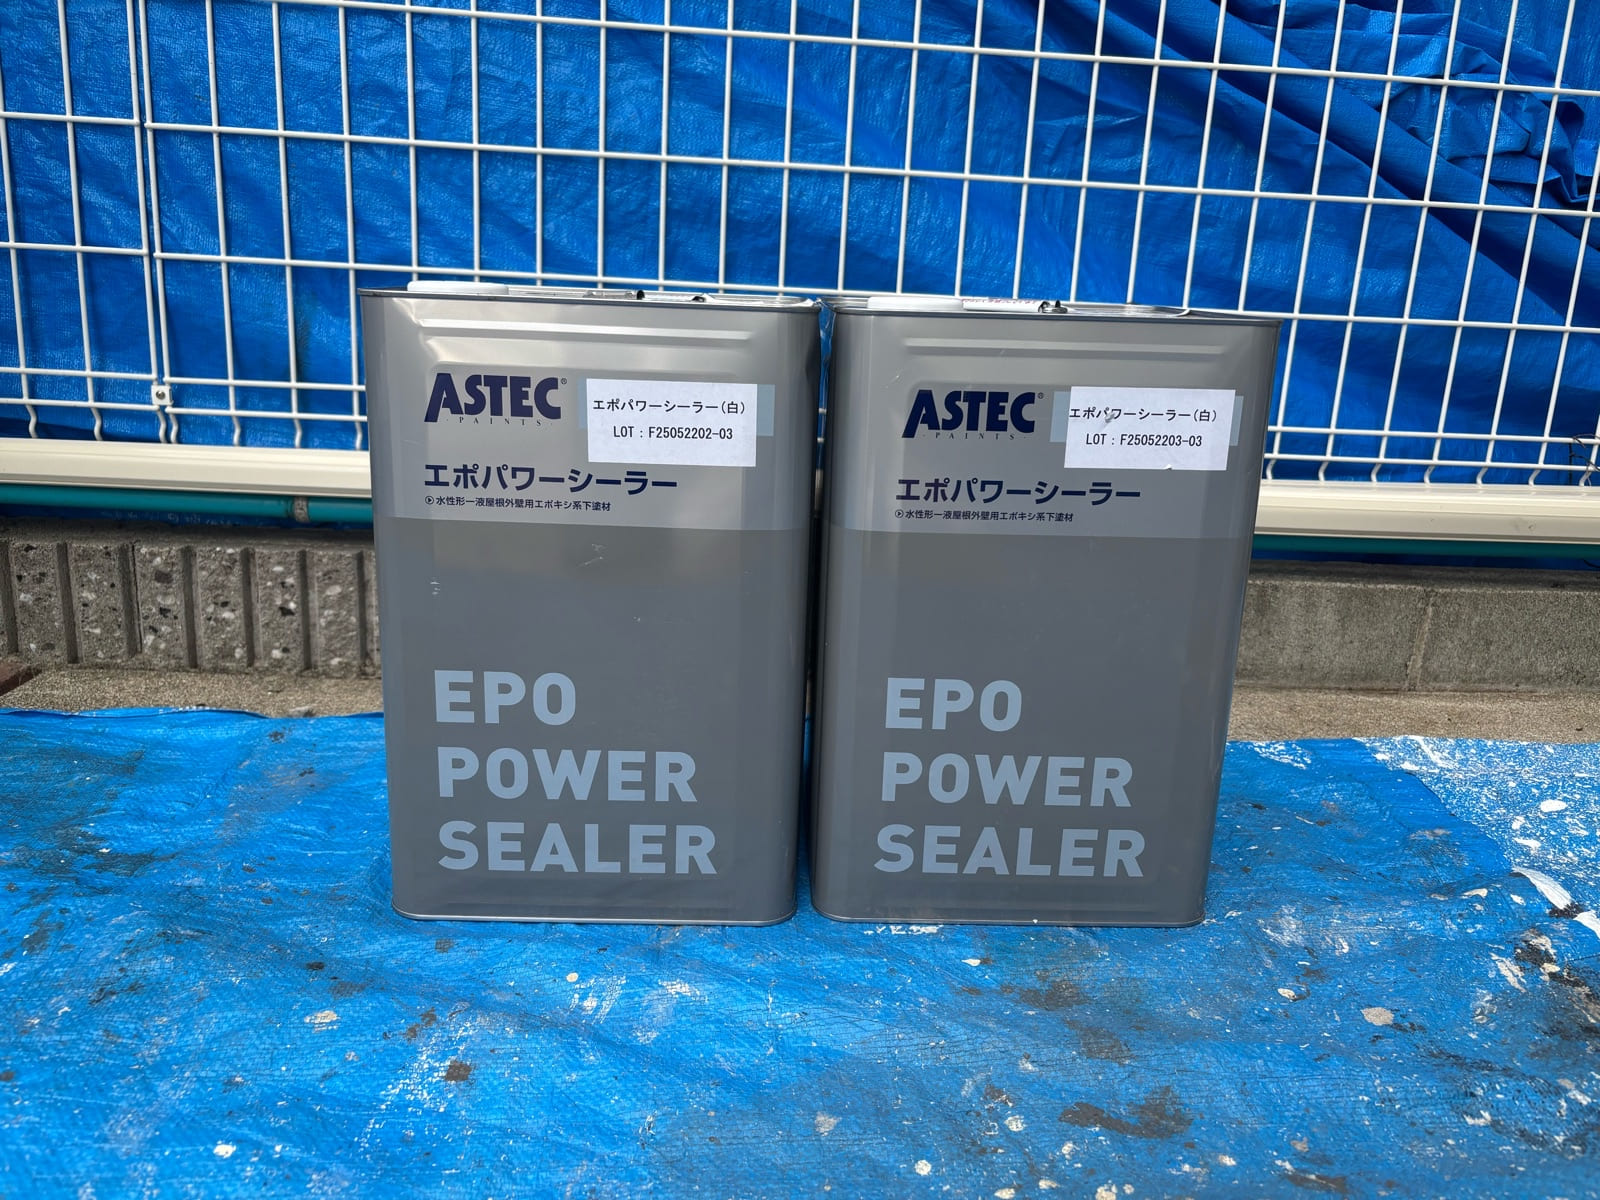 ASTEC®
PAINTS
エポパワーシーラー(白)
LOT : F25052202-03
エポパワーシーラー
水性形一液屋根外壁用エポキシ系下塗材
EPO
POWER
SEALER
ASTEC®
PAINTS
エポパワーシーラー(白)
LOT : F25052203-03
エポパワーシーラー
水性形一液屋根外壁用エポキシ系下塗材
EPO
POWER
SEALER